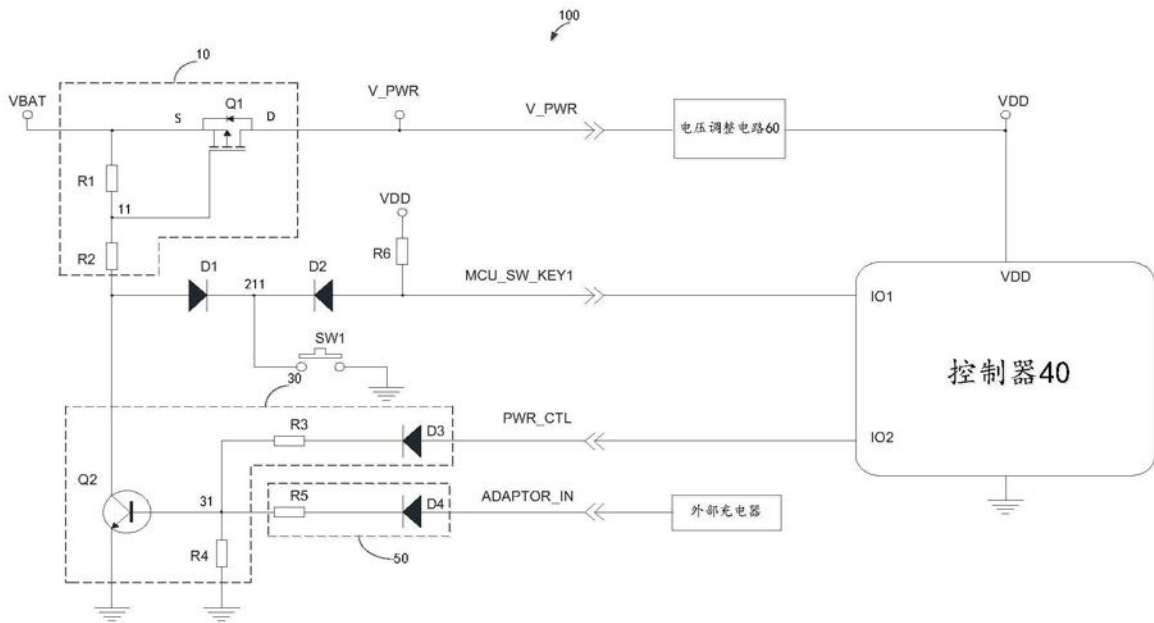 100
10
VBAT
S
Q1
D
V_PWR
V_PWR
电压调整电路60
VDD
R1
11
R2
VDD
R6
D1
211
D2
MCU_SW_KEY1
IO1
VDD
SW1
控制器40
30
R3
D3
PWR_CTL
IO2
Q2
31
R5
D4
ADAPTOR_IN
外部充电器
R4
50